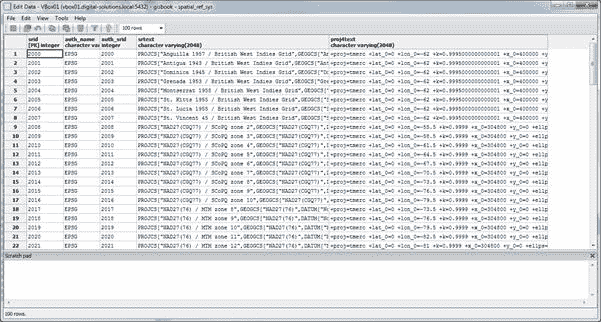 Edit Data - VBox01 (vbox01.digital-solutions.local:5432) - gisbook - spatial_ref_sys
File Edit View Tools Help
100 rows
srid [PK] integer auth_name character var auth_srid integer srtext character varying(2048) proj4text character varying(2048)
1 2000 EPSG 2000 PROJCS["Anguilla 1957 / British West Indies Grid",GEOGCS["An +proj=tmerc +lat_0=0 +lon_0=-62 +k=0.9995000000000001 +x_0=400000 +y
2 2001 EPSG 2001 PROJCS["Antigua 1943 / British West Indies Grid",GEOGCS["Ant +proj=tmerc +lat_0=0 +lon_0=-62 +k=0.9995000000000001 +x_0=400000 +y
3 2002 EPSG 2002 PROJCS["Dominica 1945 / British West Indies Grid",GEOGCS["Do +proj=tmerc +lat_0=0 +lon_0=-62 +k=0.9995000000000001 +x_0=400000 +y
4 2003 EPSG 2003 PROJCS["Grenada 1953 / British West Indies Grid",GEOGCS["Gre +proj=tmerc +lat_0=0 +lon_0=-62 +k=0.9995000000000001 +x_0=400000 +y
5 2004 EPSG 2004 PROJCS["Montserrat 1958 / British West Indies Grid",GEOGCS[" +proj=tmerc +lat_0=0 +lon_0=-62 +k=0.9995000000000001 +x_0=400000 +y
6 2005 EPSG 2005 PROJCS["St. Kitts 1955 / British West Indies Grid",GEOGCS["S +proj=tmerc +lat_0=0 +lon_0=-62 +k=0.9995000000000001 +x_0=400000 +y
7 2006 EPSG 2006 PROJCS["St. Lucia 1955 / British West Indies Grid",GEOGCS["S +proj=tmerc +lat_0=0 +lon_0=-62 +k=0.9995000000000001 +x_0=400000 +y
8 2007 EPSG 2007 PROJCS["St. Vincent 45 / British West Indies Grid",GEOGCS["S +proj=tmerc +lat_0=0 +lon_0=-62 +k=0.9995000000000001 +x_0=400000 +y
9 2008 EPSG 2008 PROJCS["NAD27(CGQ77) / SCoPQ zone 2",GEOGCS["NAD27(CGQ77)",D +proj=tmerc +lat_0=0 +lon_0=-55.5 +k=0.9999 +x_0=304800 +y_0=0 +ellp
10 2009 EPSG 2009 PROJCS["NAD27(CGQ77) / SCoPQ zone 3",GEOGCS["NAD27(CGQ77)",D +proj=tmerc +lat_0=0 +lon_0=-58.5 +k=0.9999 +x_0=304800 +y_0=0 +ellp
11 2010 EPSG 2010 PROJCS["NAD27(CGQ77) / SCoPQ zone 4",GEOGCS["NAD27(CGQ77)",D +proj=tmerc +lat_0=0 +lon_0=-61.5 +k=0.9999 +x_0=304800 +y_0=0 +ellp
12 2011 EPSG 2011 PROJCS["NAD27(CGQ77) / SCoPQ zone 5",GEOGCS["NAD27(CGQ77)",D +proj=tmerc +lat_0=0 +lon_0=-64.5 +k=0.9999 +x_0=304800 +y_0=0 +ellp
13 2012 EPSG 2012 PROJCS["NAD27(CGQ77) / SCoPQ zone 6",GEOGCS["NAD27(CGQ77)",D +proj=tmerc +lat_0=0 +lon_0=-67.5 +k=0.9999 +x_0=304800 +y_0=0 +ellp
14 2013 EPSG 2013 PROJCS["NAD27(CGQ77) / SCoPQ zone 7",GEOGCS["NAD27(CGQ77)",D +proj=tmerc +lat_0=0 +lon_0=-70.5 +k=0.9999 +x_0=304800 +y_0=0 +ellp
15 2014 EPSG 2014 PROJCS["NAD27(CGQ77) / SCoPQ zone 8",GEOGCS["NAD27(CGQ77)",D +proj=tmerc +lat_0=0 +lon_0=-73.5 +k=0.9999 +x_0=304800 +y_0=0 +ellp
16 2015 EPSG 2015 PROJCS["NAD27(CGQ77) / SCoPQ zone 9",GEOGCS["NAD27(CGQ77)",D +proj=tmerc +lat_0=0 +lon_0=-76.5 +k=0.9999 +x_0=304800 +y_0=0 +ellp
17 2016 EPSG 2016 PROJCS["NAD27(CGQ77) / SCoPQ zone 10",GEOGCS["NAD27(CGQ77)", +proj=tmerc +lat_0=0 +lon_0=-79.5 +k=0.9999 +x_0=304800 +y_0=0 +ellp
18 2017 EPSG 2017 PROJCS["NAD27(76) / MTM zone 8",GEOGCS["NAD27(76)",DATUM["No +proj=tmerc +lat_0=0 +lon_0=-73.5 +k=0.9999 +x_0=304800 +y_0=0 +ellp
19 2018 EPSG 2018 PROJCS["NAD27(76) / MTM zone 9",GEOGCS["NAD27(76)",DATUM["No +proj=tmerc +lat_0=0 +lon_0=-76.5 +k=0.9999 +x_0=304800 +y_0=0 +ellp
20 2019 EPSG 2019 PROJCS["NAD27(76) / MTM zone 10",GEOGCS["NAD27(76)",DATUM["N +proj=tmerc +lat_0=0 +lon_0=-79.5 +k=0.9999 +x_0=304800 +y_0=0 +ellp
21 2020 EPSG 2020 PROJCS["NAD27(76) / MTM zone 11",GEOGCS["NAD27(76)",DATUM["N +proj=tmerc +lat_0=0 +lon_0=-82.5 +k=0.9999 +x_0=304800 +y_0=0 +ellp
22 2021 EPSG 2021 PROJCS["NAD27(76) / MTM zone 12",GEOGCS["NAD27(76)",DATUM["N +proj=tmerc +lat_0=0 +lon_0=-81 +k=0.9999 +x_0=304800 +y_0=0 +ellps=
Scratch pad
100 rows.